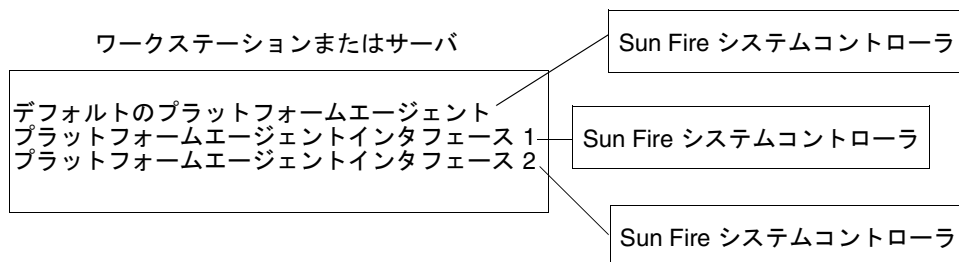 ワークステーションまたはサーバ
Sun Fire システムコントローラ
デフォルトのプラットフォームエージェント
プラットフォームエージェントインタフェース 1
Sun Fire システムコントローラ
プラットフォームエージェントインタフェース 2
Sun Fire システムコントローラ